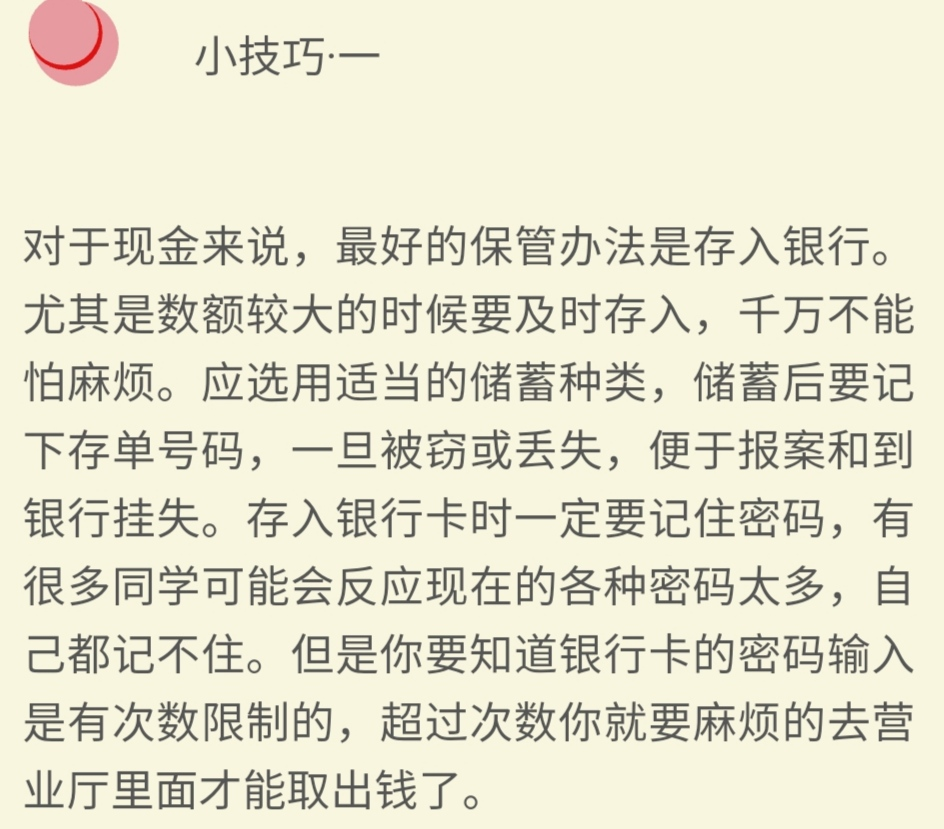 小技巧·一
对于现金来说，最好的保管办法是存入银行。
尤其是数额较大的时候要及时存入，千万不能
怕麻烦。应选用适当的储蓄种类，储蓄后要记
下存单号码，一旦被窃或丢失，便于报案和到
银行挂失。存入银行卡时一定要记住密码，有
很多同学可能会反应现在的各种密码太多，自
己都记不住。但是你要知道银行卡的密码输入
是有次数限制的，超过次数你就要麻烦的去营
业厅里面才能取出钱了。